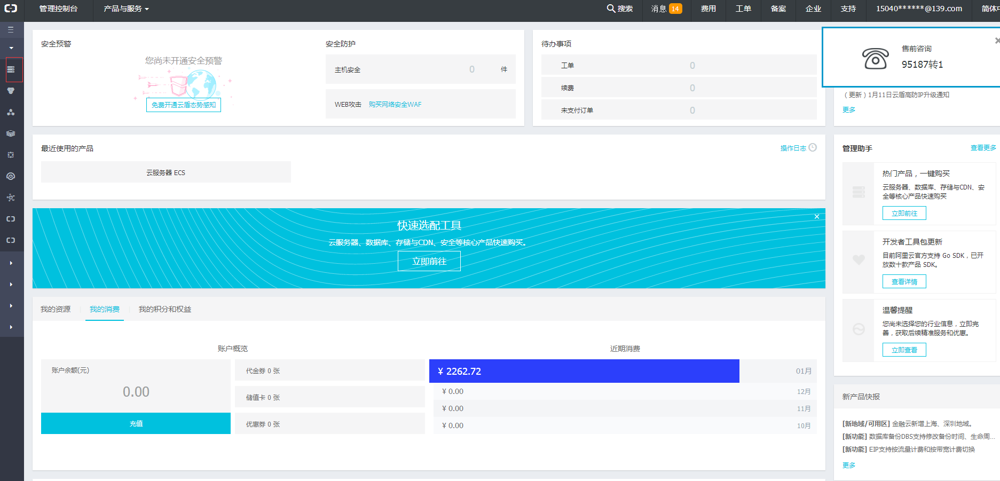 管理控制台
产品与服务
搜索
消息 14
费用
工单
备案
企业
支持
15040******@139.com
简体中
安全预警
您尚未开通安全预警
免费开通云盾态势感知
安全防护
主机安全 0 件
WEB攻击 购买网络安全WAF
待办事项
工单 0
续费 0
未支付订单 0
售前咨询
95187转1
（更新）1月11日云盾高防IP升级通知
更多
最近使用的产品
操作日志
云服务器 ECS
管理助手
查看更多
热门产品，一键购买
云服务器、数据库、存储与CDN、安
全等核心产品快速购买
立即前往
开发者工具包更新
目前阿里云官方支持 Go SDK，已开
放数十款产品 SDK。
查看详情
温馨提醒
您尚未选择您的行业信息，立即完
善，获取后续精准服务和优惠。
立即查看
快速选配工具
云服务器、数据库、存储与CDN、安全等核心产品快速购买。
立即前往
我的资源
我的消费
我的积分和权益
账户概览
账户余额(元)
0.00
充值
代金券 0 张
储值卡 0 张
优惠券 0 张
近期消费
¥ 2262.72 01月
¥ 0.00 12月
¥ 0.00 11月
¥ 0.00 10月
新产品快报
[新地域/可用区] 金融云新增上海、深圳地域。
[新功能] 数据库备份DBS支持修改备份时间、生命周...
[新功能] EIP支持按流量计费和按带宽计费切换
更多